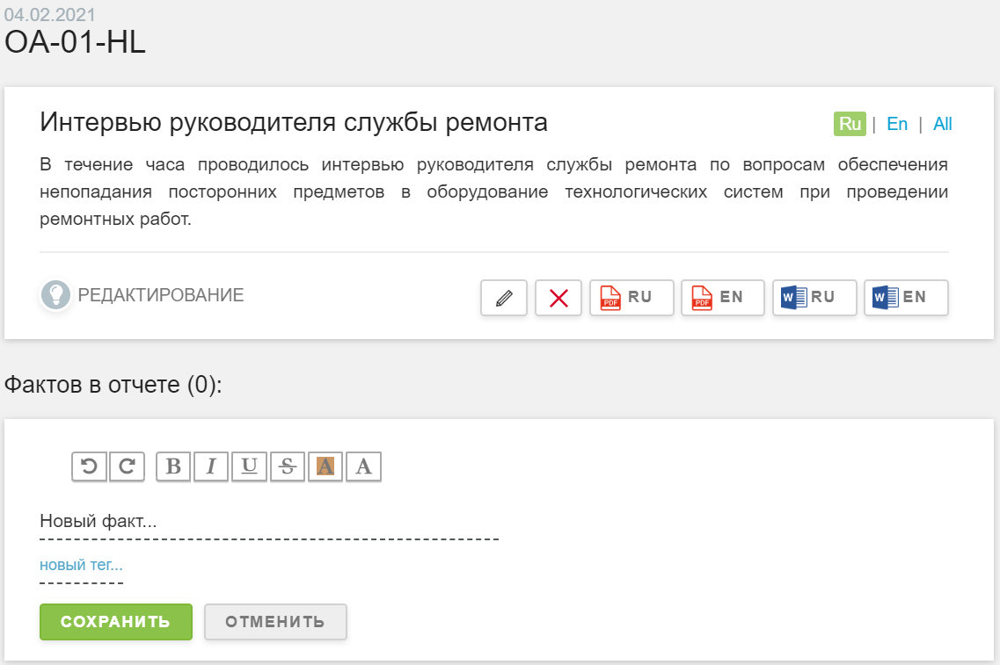 04.02.2021
OA-01-HL
Интервью руководителя службы ремонта
Ru | En | All
В течение часа проводилось интервью руководителя службы ремонта по вопросам обеспечения
непопадания посторонних предметов в оборудование технологических систем при проведении
ремонтных работ.
РЕДАКТИРОВАНИЕ
PDF RU PDF EN W RU W EN
Фактов в отчете (0):
B I U S A A
Новый факт...
новый тег...
СОХРАНИТЬ ОТМЕНИТЬ